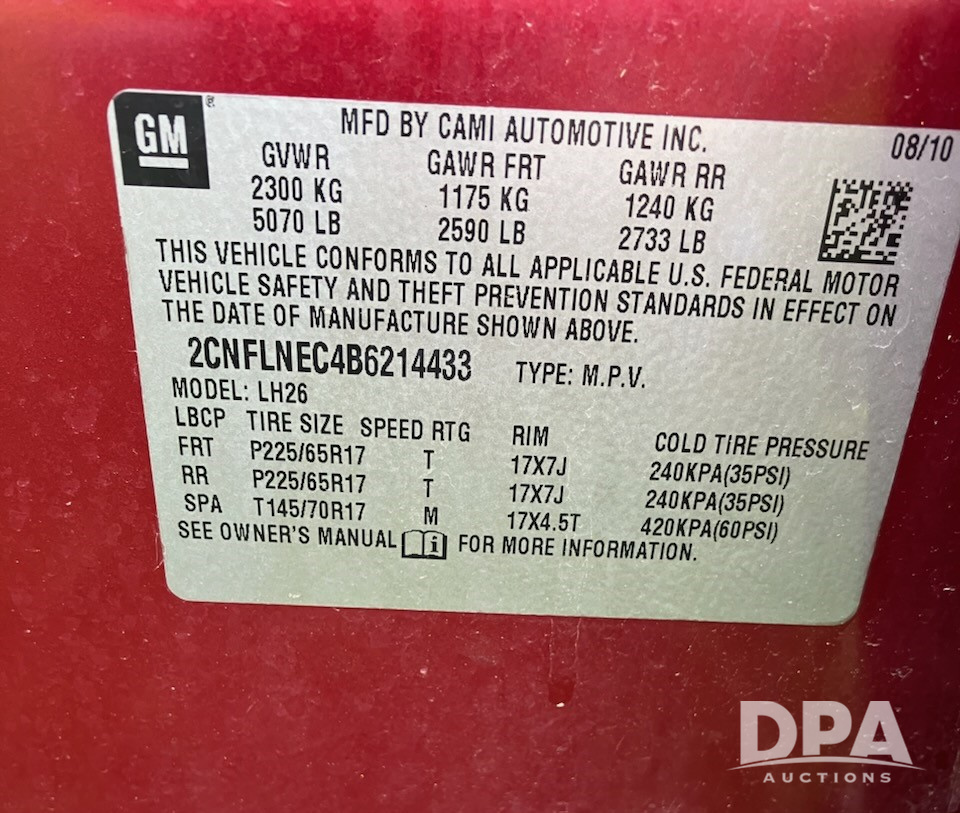 GM ®
MFD BY CAMI AUTOMOTIVE INC. 08/10
GVWR GAWR FRT GAWR RR
2300 KG 1175 KG 1240 KG
5070 LB 2590 LB 2733 LB
THIS VEHICLE CONFORMS TO ALL APPLICABLE U.S. FEDERAL MOTOR
VEHICLE SAFETY AND THEFT PREVENTION STANDARDS IN EFFECT ON
THE DATE OF MANUFACTURE SHOWN ABOVE.
2CNFLNEC4B6214433 TYPE: M.P.V.
MODEL: LH26
LBCP TIRE SIZE SPEED RTG RIM COLD TIRE PRESSURE
FRT P225/65R17 T 17X7J 240KPA(35PSI)
RR P225/65R17 T 17X7J 240KPA(35PSI)
SPA T145/70R17 M 17X4.5T 420KPA(60PSI)
SEE OWNER'S MANUAL i FOR MORE INFORMATION.
DPA
AUCTIONS